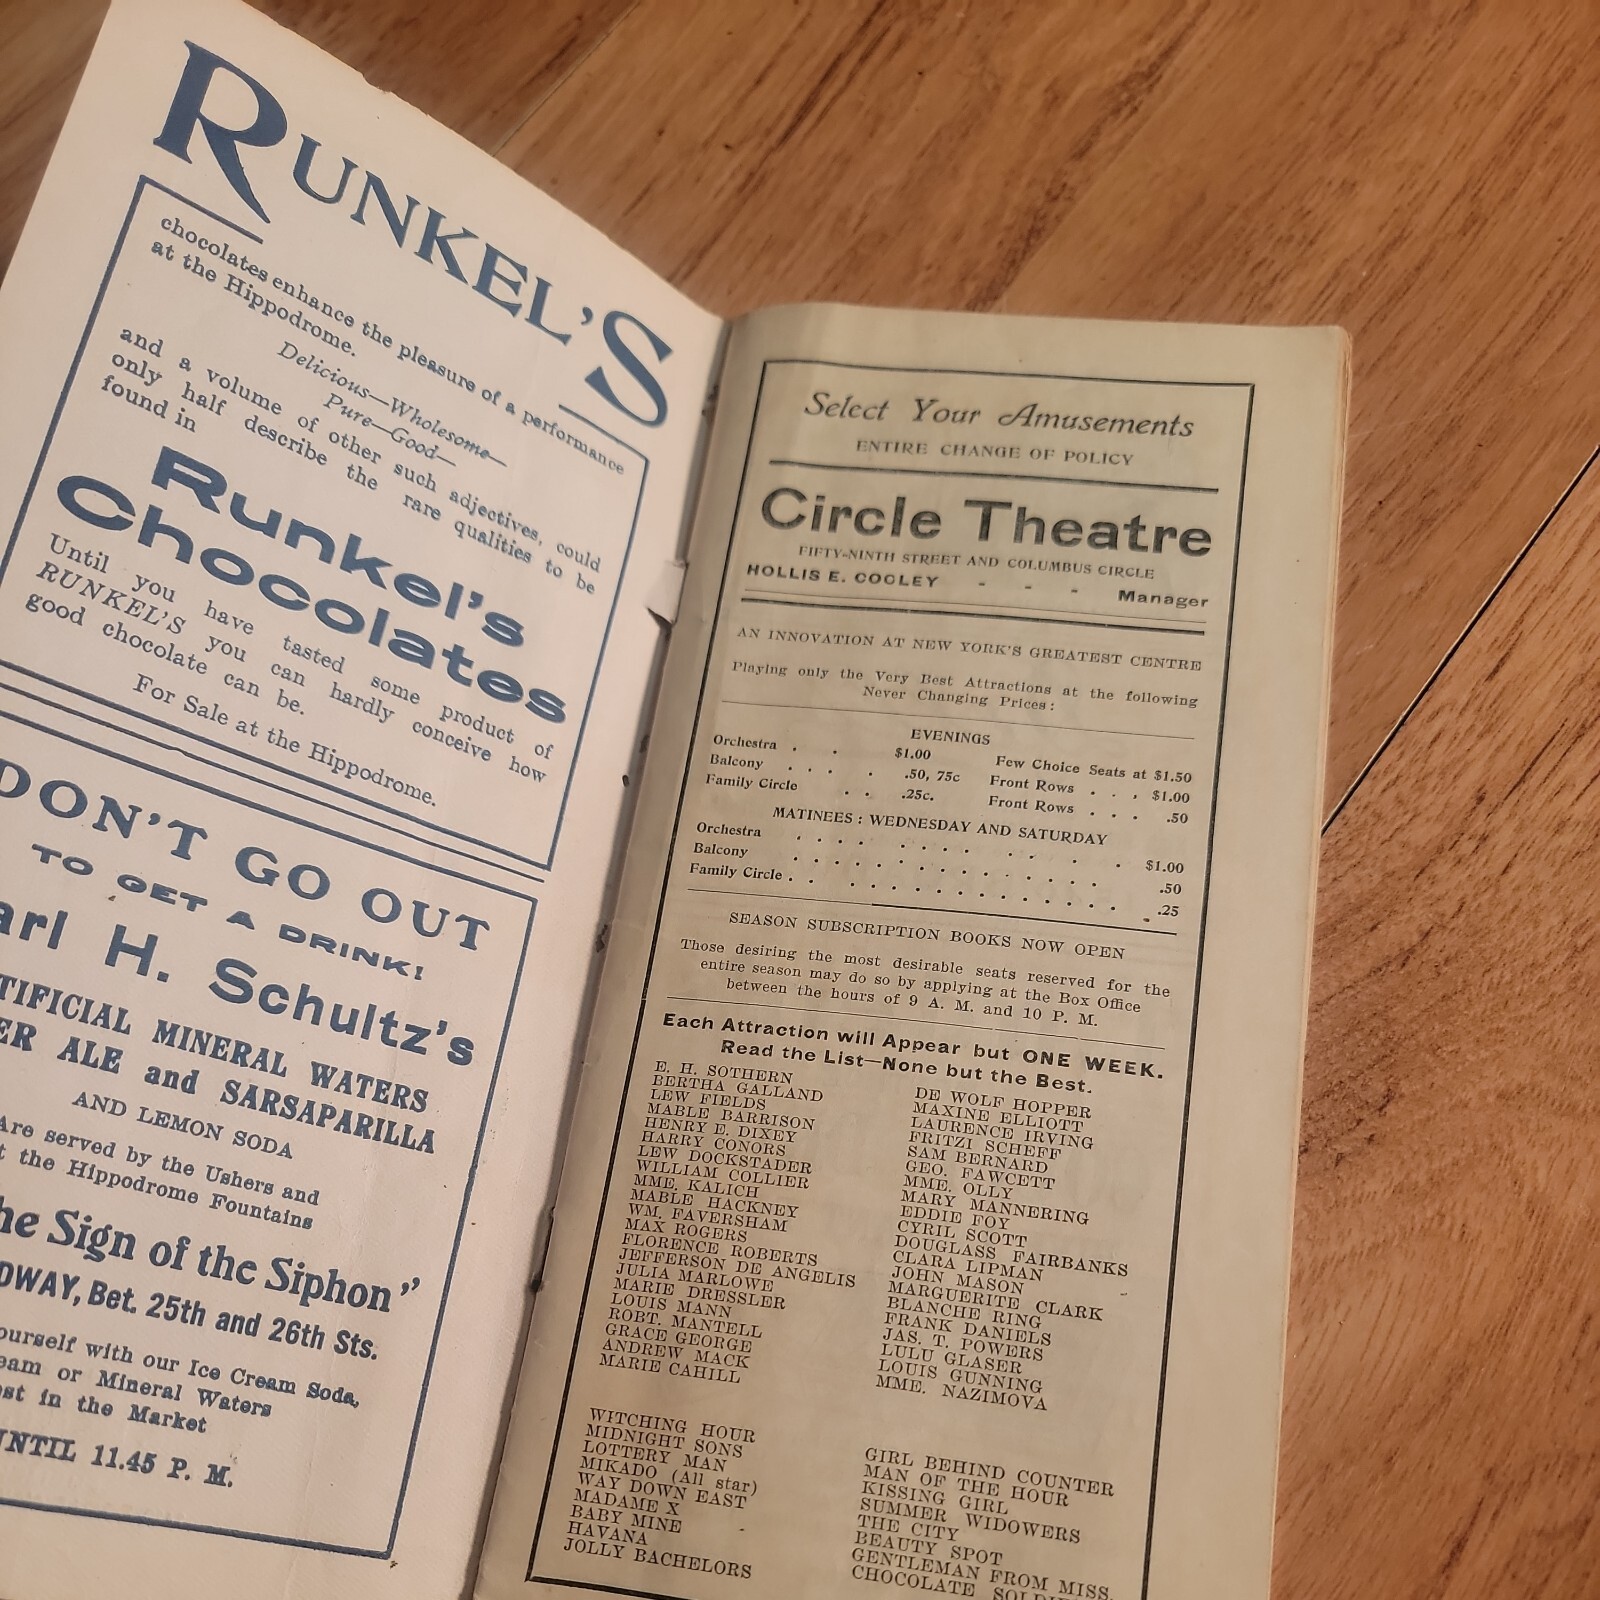 RUNKEL'S
chocolates enhance the pleasure of a performance
at the Hippodrome.
Delicious—Wholesome—
Pure—Good—
and a volume of other such adjectives, could
only half describe the rare qualities to be
found in
Runkel's
Chocolates
Until you have tasted some product of
RUNKEL'S you can hardly conceive how
good chocolate can be.
For Sale at the Hippodrome.
DON'T GO OUT
TO GET A DRINK!
arl H. Schultz's
TIFICIAL MINERAL WATERS
ER ALE and SARSAPARILLA
AND LEMON SODA
Are served by the Ushers and
t the Hippodrome Fountains
he Sign of the Siphon"
DWAY, Bet. 25th and 26th Sts.
ourself with our Ice Cream Soda,
eam or Mineral Waters
est in the Market
UNTIL 11.45 P. M.
Select Your Amusements
ENTIRE CHANGE OF POLICY
Circle Theatre
FIFTY-NINTH STREET AND COLUMBUS CIRCLE
HOLLIS E. COOLEY - - - Manager
AN INNOVATION AT NEW YORK'S GREATEST CENTRE
Playing only the Very Best Attractions at the following
Never Changing Prices:
EVENINGS
Orchestra . . $1.00 Few Choice Seats at $1.50
Balcony . . . . .50, 75c Front Rows . . . $1.00
Family Circle . . .25c. Front Rows . . . .50
MATINEES: WEDNESDAY AND SATURDAY
Orchestra $1.00
Balcony .50
Family Circle .25
SEASON SUBSCRIPTION BOOKS NOW OPEN
Those desiring the most desirable seats reserved for the
entire season may do so by applying at the Box Office
between the hours of 9 A. M. and 10 P. M.
Each Attraction will Appear but ONE WEEK.
Read the List—None but the Best.
E. H. SOTHERN
BERTHA GALLAND
LEW FIELDS
MABLE BARRISON
HENRY E. DIXEY
HARRY CONORS
LEW DOCKSTADER
WILLIAM COLLIER
MME. KALICH
MABLE HACKNEY
WM. FAVERSHAM
MAX ROGERS
FLORENCE ROBERTS
JEFFERSON DE ANGELIS
JULIA MARLOWE
MARIE DRESSLER
LOUIS MANN
ROBT. MANTELL
GRACE GEORGE
ANDREW MACK
MARIE CAHILL
DE WOLF HOPPER
MAXINE ELLIOTT
LAURENCE IRVING
FRITZI SCHEFF
SAM BERNARD
GEO. FAWCETT
MME. OLLY
MARY MANNERING
EDDIE FOY
CYRIL SCOTT
DOUGLASS FAIRBANKS
CLARA LIPMAN
JOHN MASON
MARGUERITE CLARK
BLANCHE RING
FRANK DANIELS
JAS. T. POWERS
LULU GLASER
LOUIS GUNNING
MME. NAZIMOVA
WITCHING HOUR
MIDNIGHT SONS
LOTTERY MAN
MIKADO (All star)
WAY DOWN EAST
MADAME X
BABY MINE
HAVANA
JOLLY BACHELORS
GIRL BEHIND COUNTER
MAN OF THE HOUR
KISSING GIRL
SUMMER WIDOWERS
THE CITY
BEAUTY SPOT
GENTLEMAN FROM MISS.
CHOCOLATE